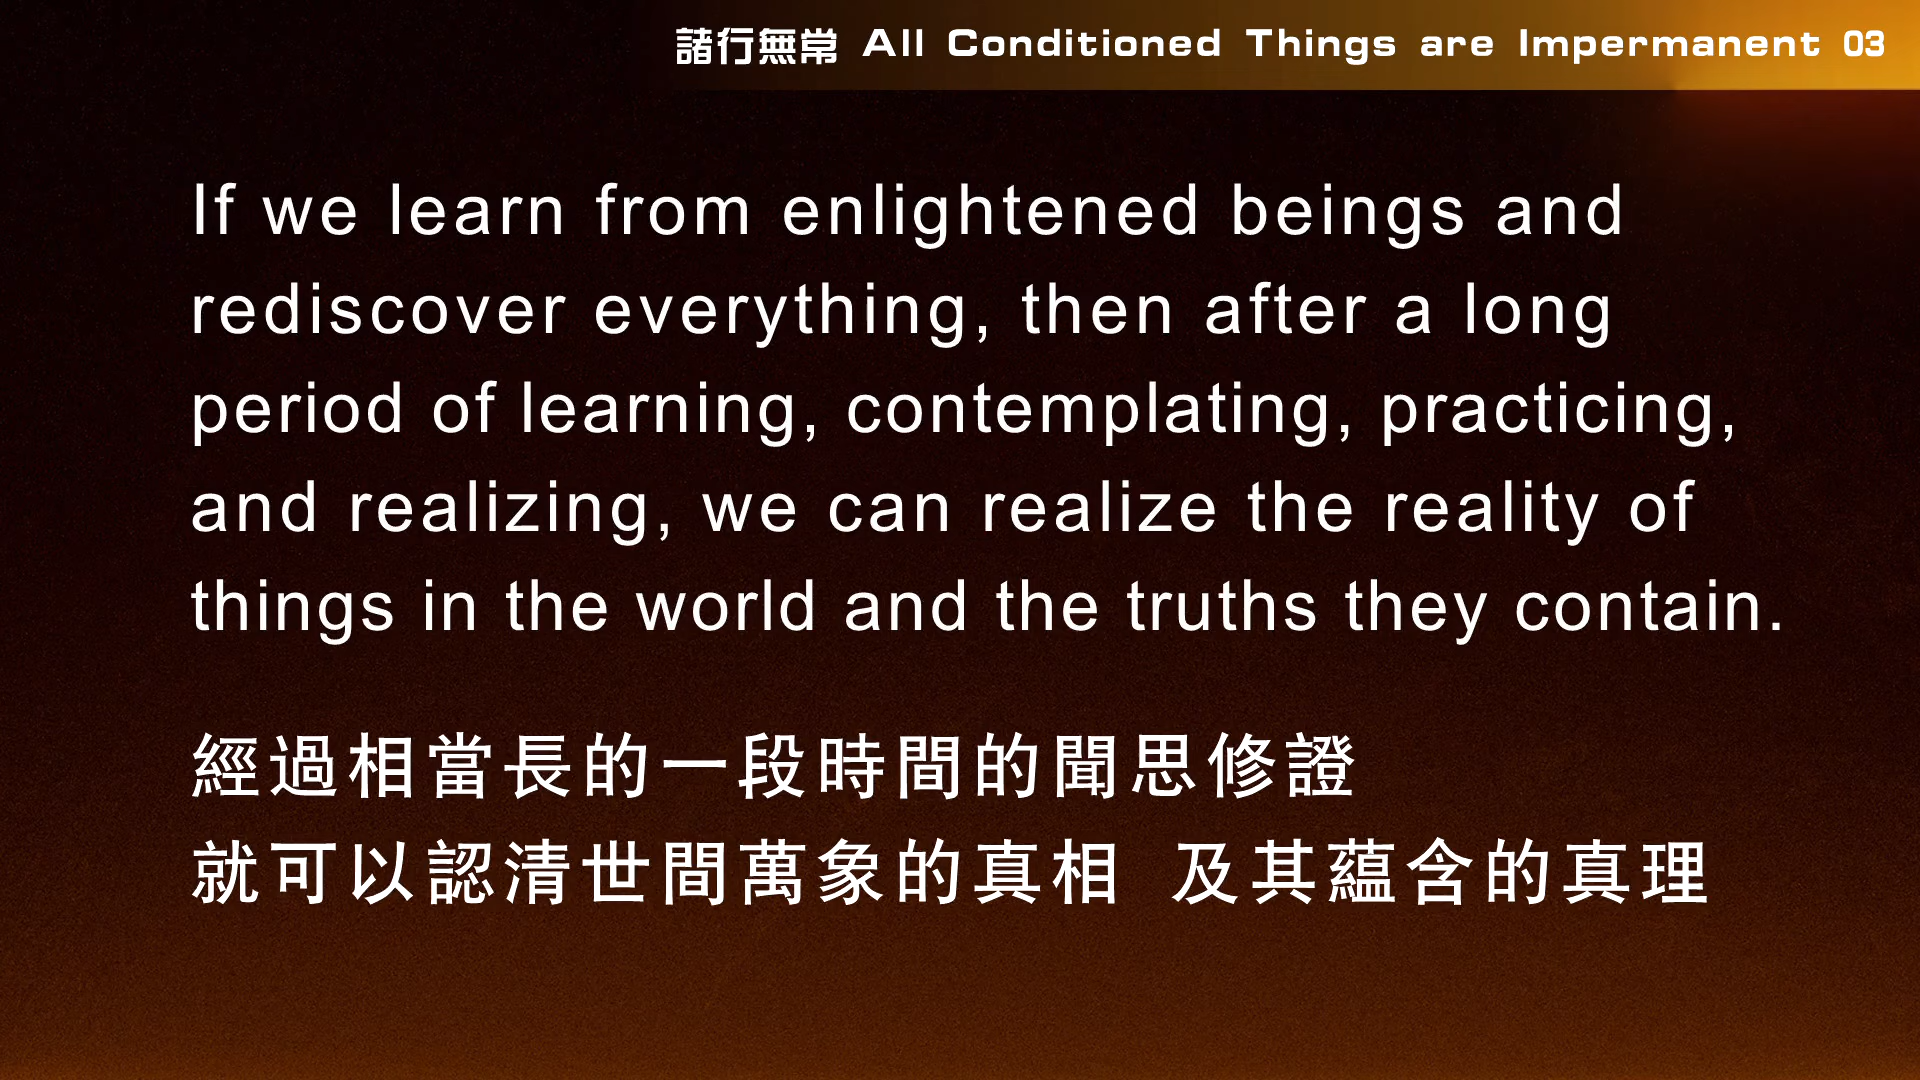 諸行無常 All Conditioned Things are Impermanent 03
If we learn from enlightened beings and
rediscover everything, then after a long
period of learning, contemplating, practicing,
and realizing, we can realize the reality of
things in the world and the truths they contain.
經過相當長的一段時間的聞思修證
就可以認清世間萬象的真相 及其蘊含的真理